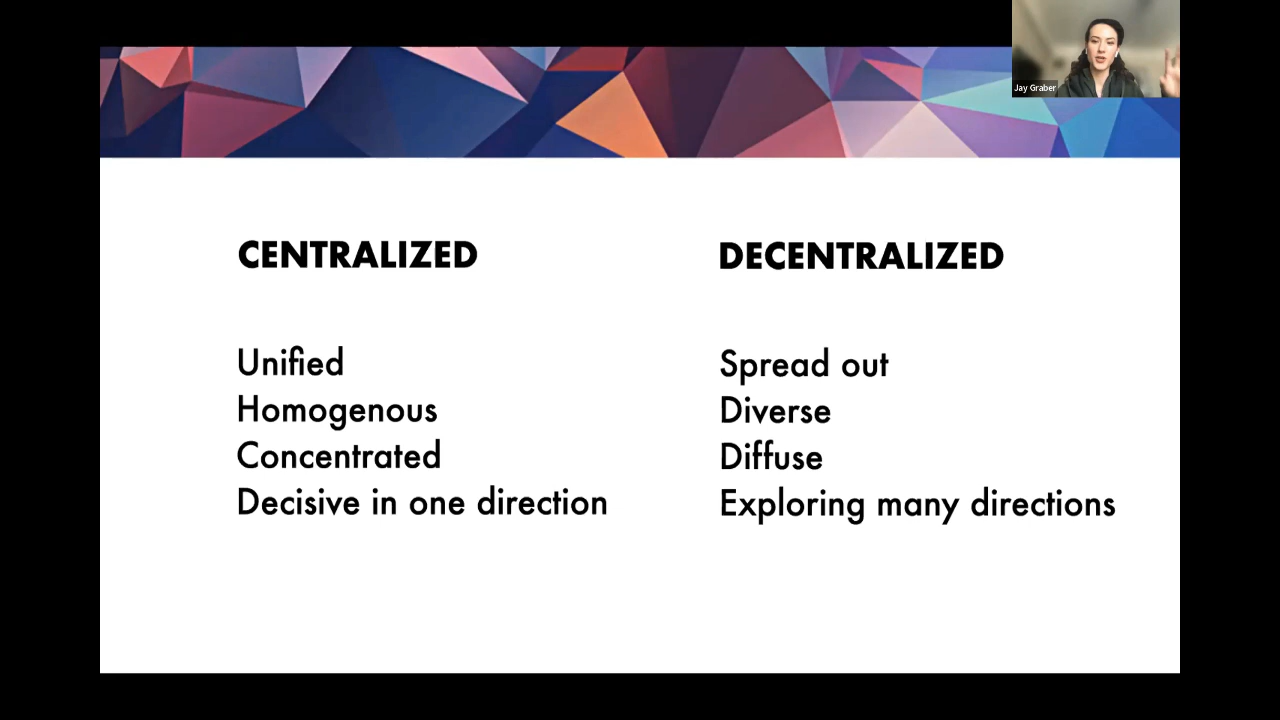 Jay Graber
CENTRALIZED
Unified
Homogenous
Concentrated
Decisive in one direction
DECENTRALIZED
Spread out
Diverse
Diffuse
Exploring many directions